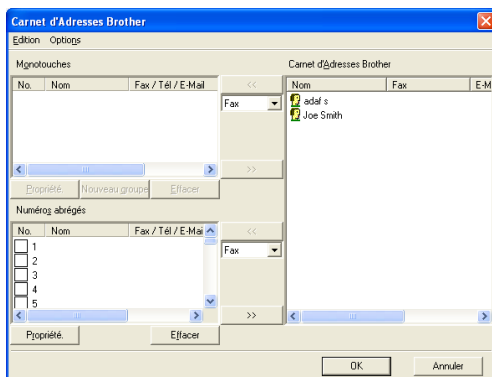 Carnet d'Adresses Brother
Edition Options
Monotouches
No. Nom Fax / Tél / E-Mail
<<
Fax
>>
Propriété. Nouveau groupe Effacer
Numéros abrégés
No. Nom Fax / Tél / E-Mai
1
2
3
4
5
<<
Fax
>>
Propriété. Effacer
Carnet d'Adresses Brother
Nom Fax E-M
adaf s
Joe Smith
OK Annuler